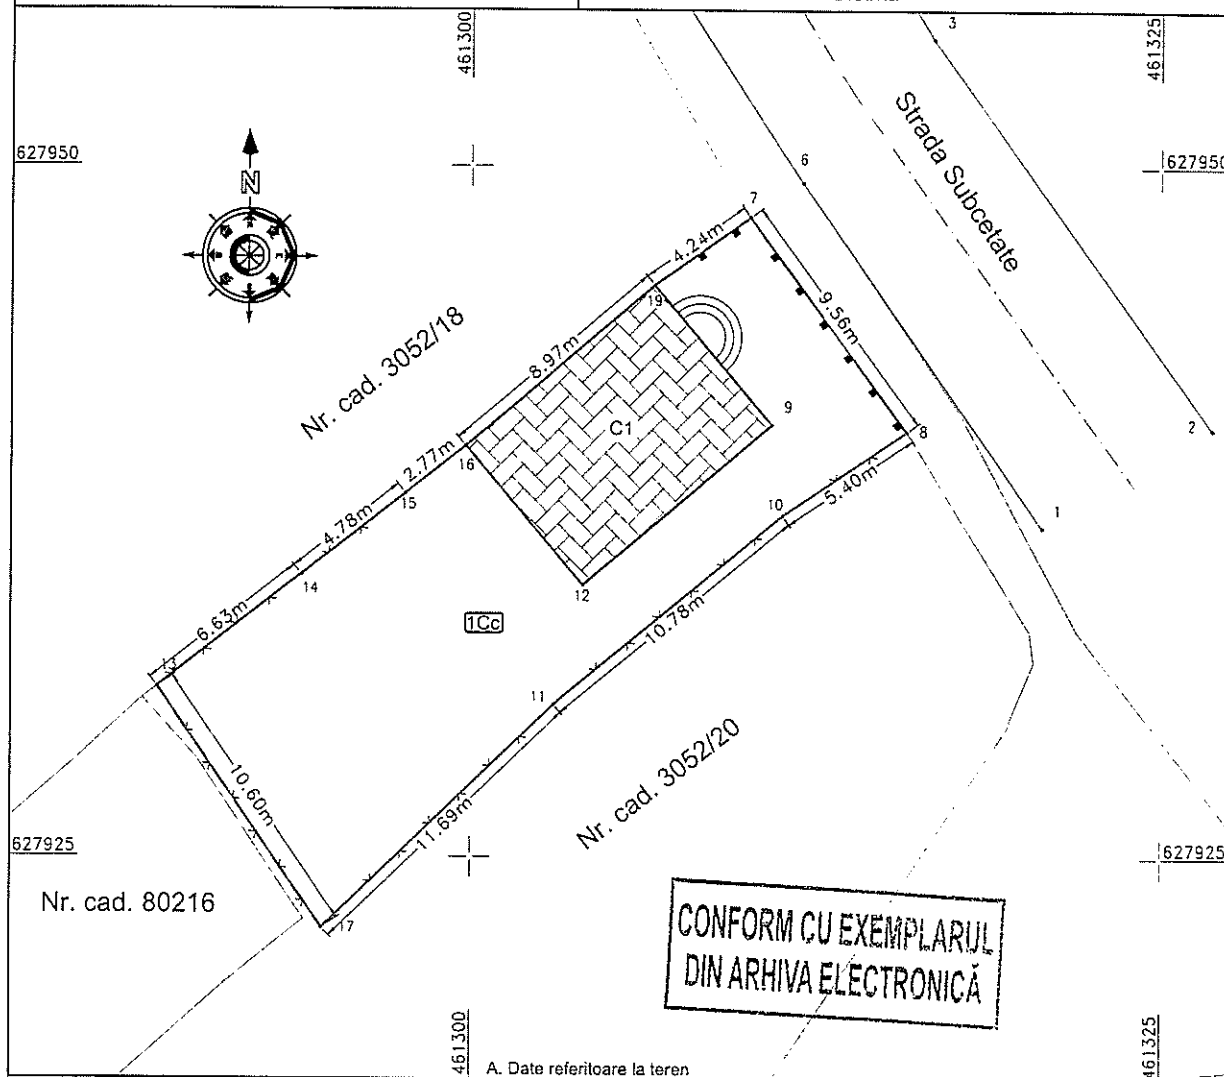 461300
461325
3
627950
627950
N
6
Strada Subcetate
7
4.24m
19
9.56m
Nr. cad. 3052/18
8.97m
C1
9
8
2
2.77m
16
15
5.40m
10
1
4.78m
14
12
1Cc
6.63m
13
10.78m
11
Nr. cad. 3052/20
10.60m
11.69m
627925
627925
Nr. cad. 80216
17
CONFORM CU EXEMPLARUL
DIN ARHIVA ELECTRONICĂ
461300
461325
A. Date referitoare la teren